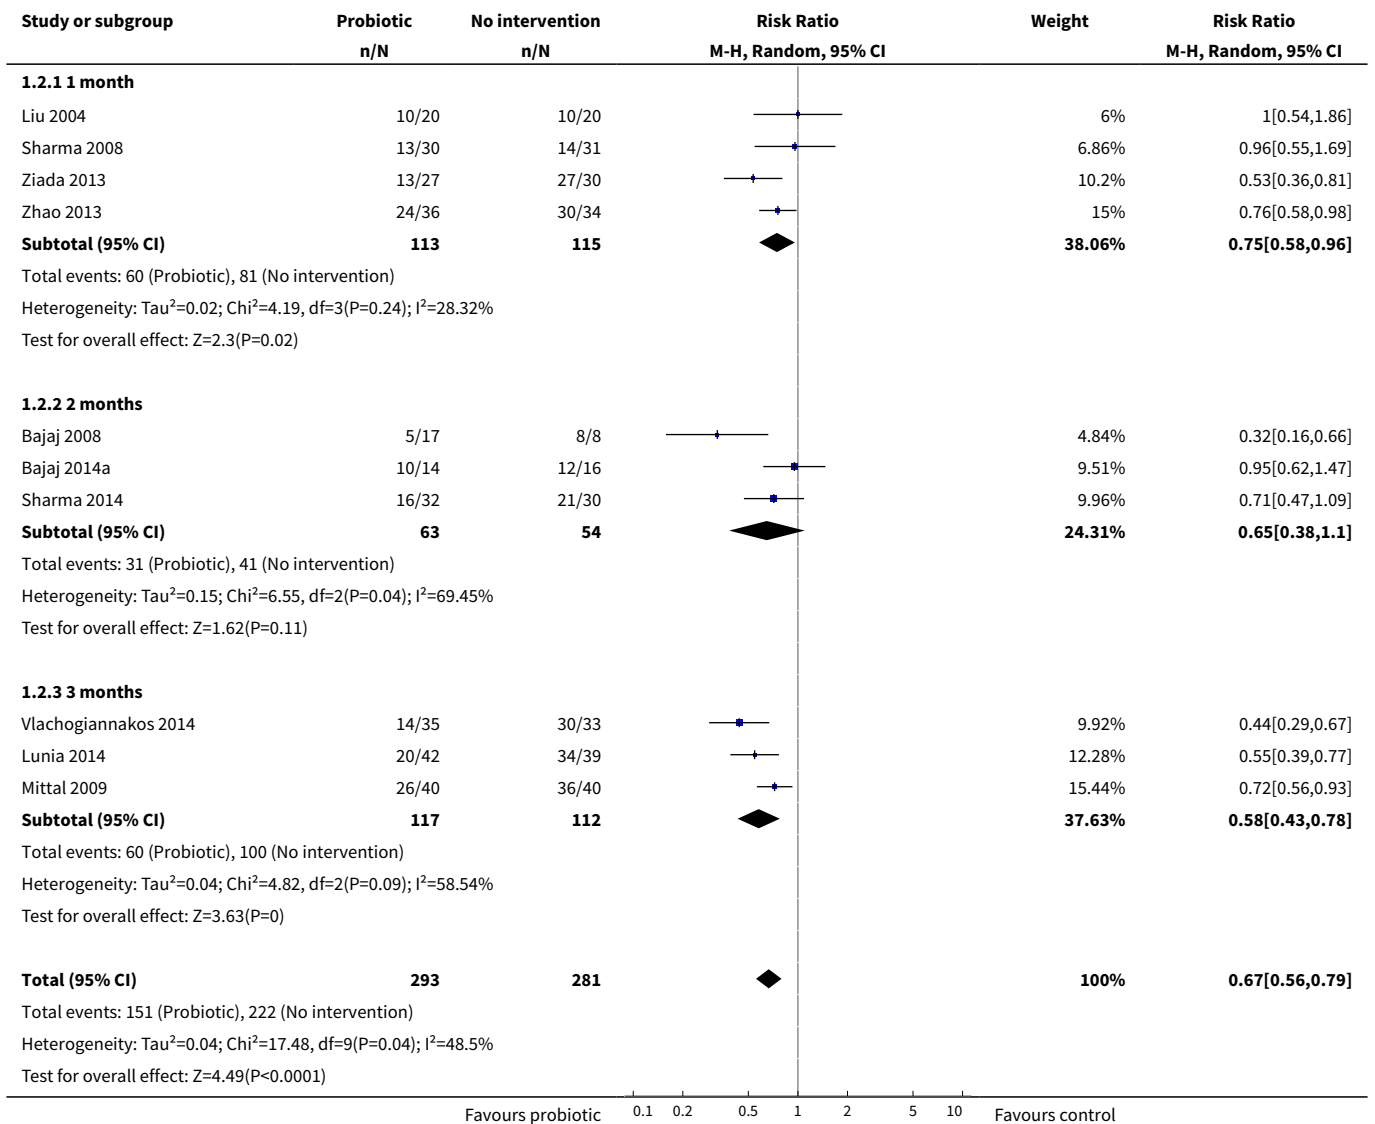 Study or subgroup Probiotic No intervention Risk Ratio Weight Risk Ratio
n/N n/N M-H, Random, 95% CI M-H, Random, 95% CI
1.2.1 1 month
Liu 2004 10/20 10/20 6% 1[0.54,1.86]
Sharma 2008 13/30 14/31 6.86% 0.96[0.55,1.69]
Ziada 2013 13/27 27/30 10.2% 0.53[0.36,0.81]
Zhao 2013 24/36 30/34 15% 0.76[0.58,0.98]
Subtotal (95% CI) 113 115 38.06% 0.75[0.58,0.96]
Total events: 60 (Probiotic), 81 (No intervention)
Heterogeneity: Tau²=0.02; Chi²=4.19, df=3(P=0.24); I²=28.32%
Test for overall effect: Z=2.3(P=0.02)
1.2.2 2 months
Bajaj 2008 5/17 8/8 4.84% 0.32[0.16,0.66]
Bajaj 2014a 10/14 12/16 9.51% 0.95[0.62,1.47]
Sharma 2014 16/32 21/30 9.96% 0.71[0.47,1.09]
Subtotal (95% CI) 63 54 24.31% 0.65[0.38,1.1]
Total events: 31 (Probiotic), 41 (No intervention)
Heterogeneity: Tau²=0.15; Chi²=6.55, df=2(P=0.04); I²=69.45%
Test for overall effect: Z=1.62(P=0.11)
1.2.3 3 months
Vlachogiannakos 2014 14/35 30/33 9.92% 0.44[0.29,0.67]
Lunia 2014 20/42 34/39 12.28% 0.55[0.39,0.77]
Mittal 2009 26/40 36/40 15.44% 0.72[0.56,0.93]
Subtotal (95% CI) 117 112 37.63% 0.58[0.43,0.78]
Total events: 60 (Probiotic), 100 (No intervention)
Heterogeneity: Tau²=0.04; Chi²=4.82, df=2(P=0.09); I²=58.54%
Test for overall effect: Z=3.63(P=0)
Total (95% CI) 293 281 100% 0.67[0.56,0.79]
Total events: 151 (Probiotic), 222 (No intervention)
Heterogeneity: Tau²=0.04; Chi²=17.48, df=9(P=0.04); I²=48.5%
Test for overall effect: Z=4.49(P<0.0001)
Favours probiotic 0.1 0.2 0.5 1 2 5 10 Favours control